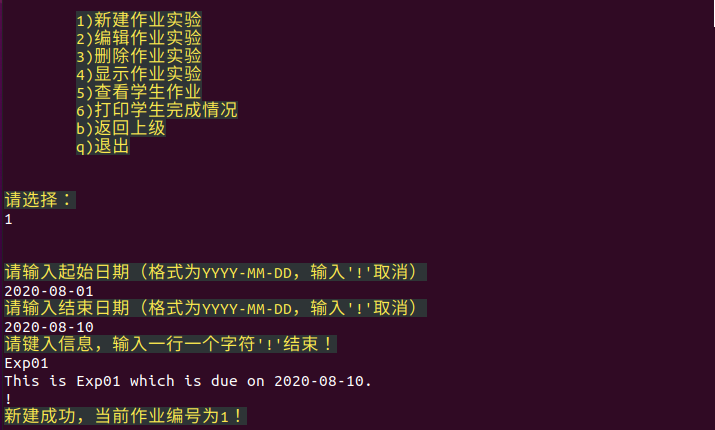 1)新建作业实验
2)编辑作业实验
3)删除作业实验
4)显示作业实验
5)查看学生作业
6)打印学生完成情况
b)返回上级
q)退出
请选择：
1
请输入起始日期（格式为YYYY-MM-DD，输入'!'取消）
2020-08-01
请输入结束日期（格式为YYYY-MM-DD，输入'!'取消）
2020-08-10
请键入信息，输入一行一个字符'!'结束！
Exp01
This is Exp01 which is due on 2020-08-10.
!
新建成功，当前作业编号为1！